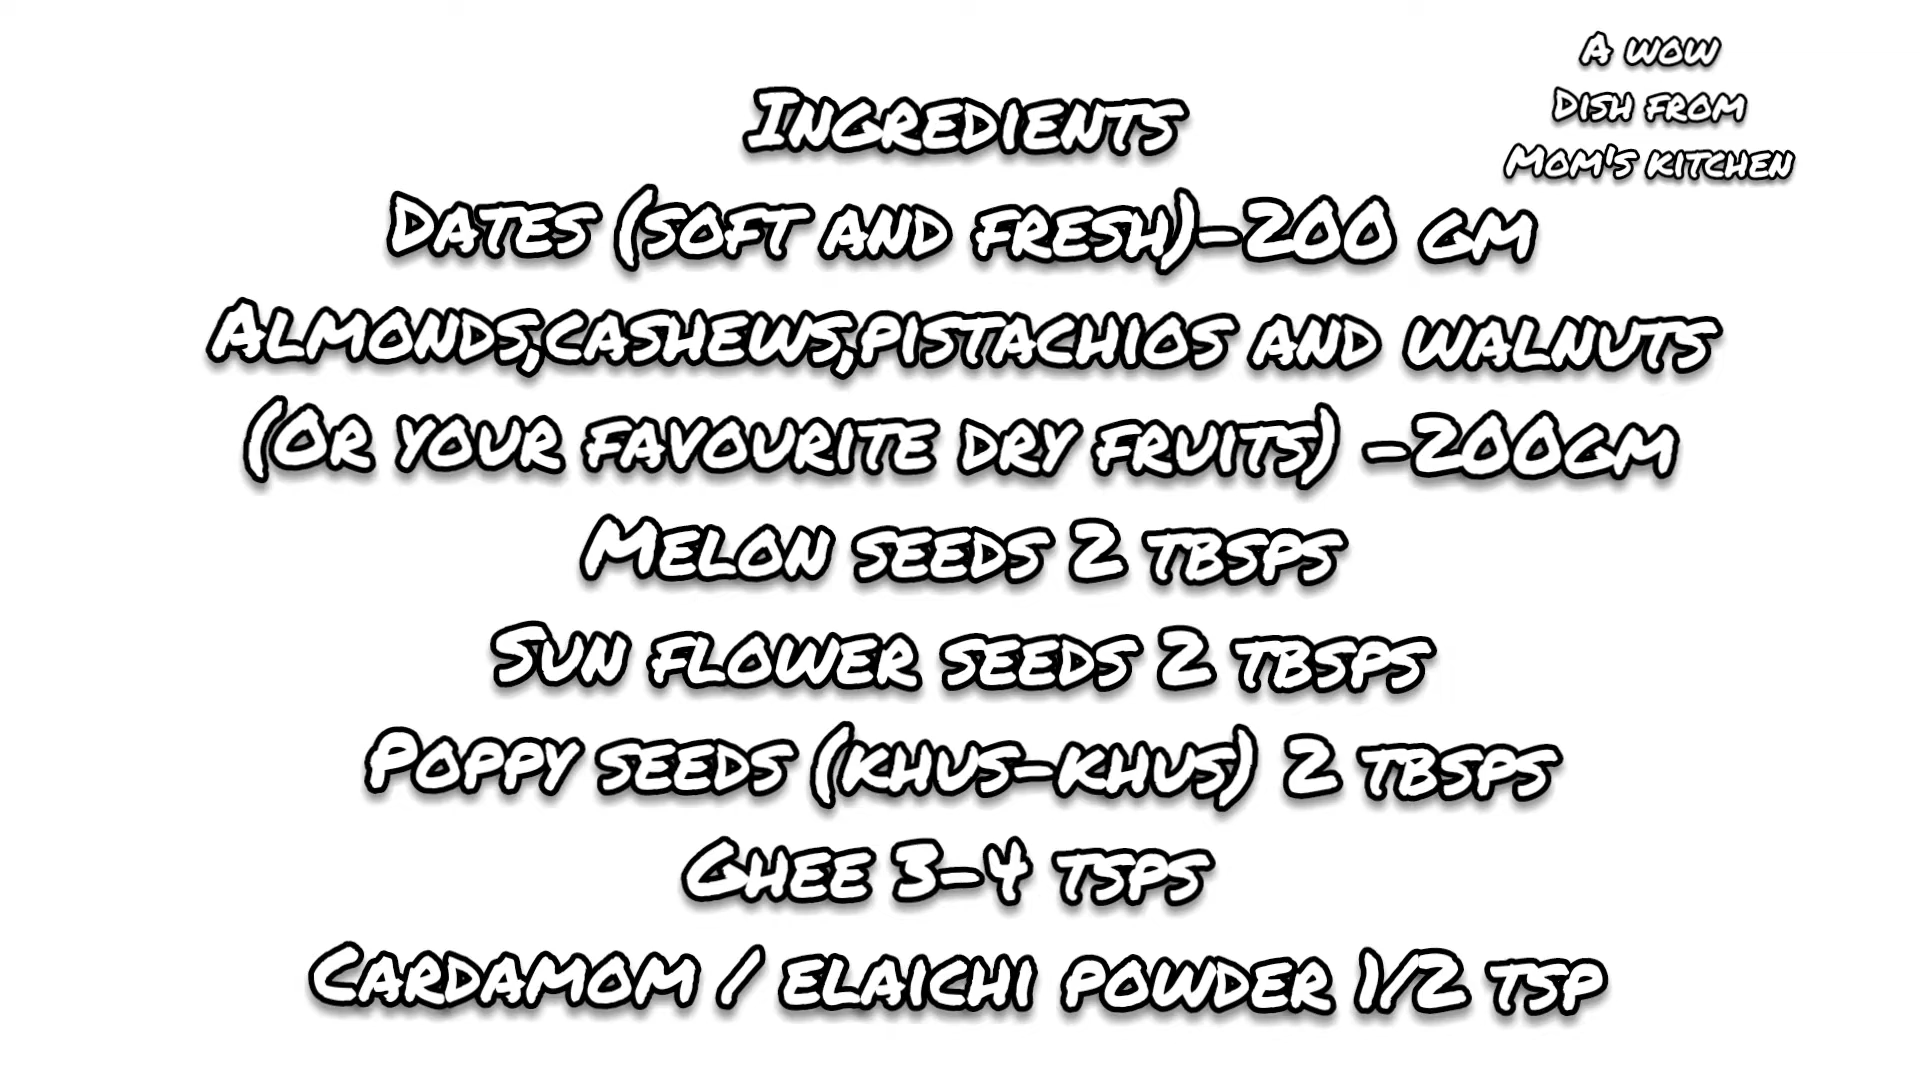 A wow
Dish from
Mom's kitchen
Ingredients
Dates (soft and fresh)-200 gm
Almonds,cashews,pistachios and walnuts
(Or your favourite dry fruits) -200gm
Melon seeds 2 tbsps
Sun flower seeds 2 tbsps
Poppy seeds (khus-khus) 2 tbsps
Ghee 3-4 tsps
Cardamom / elaichi powder 1/2 tsp